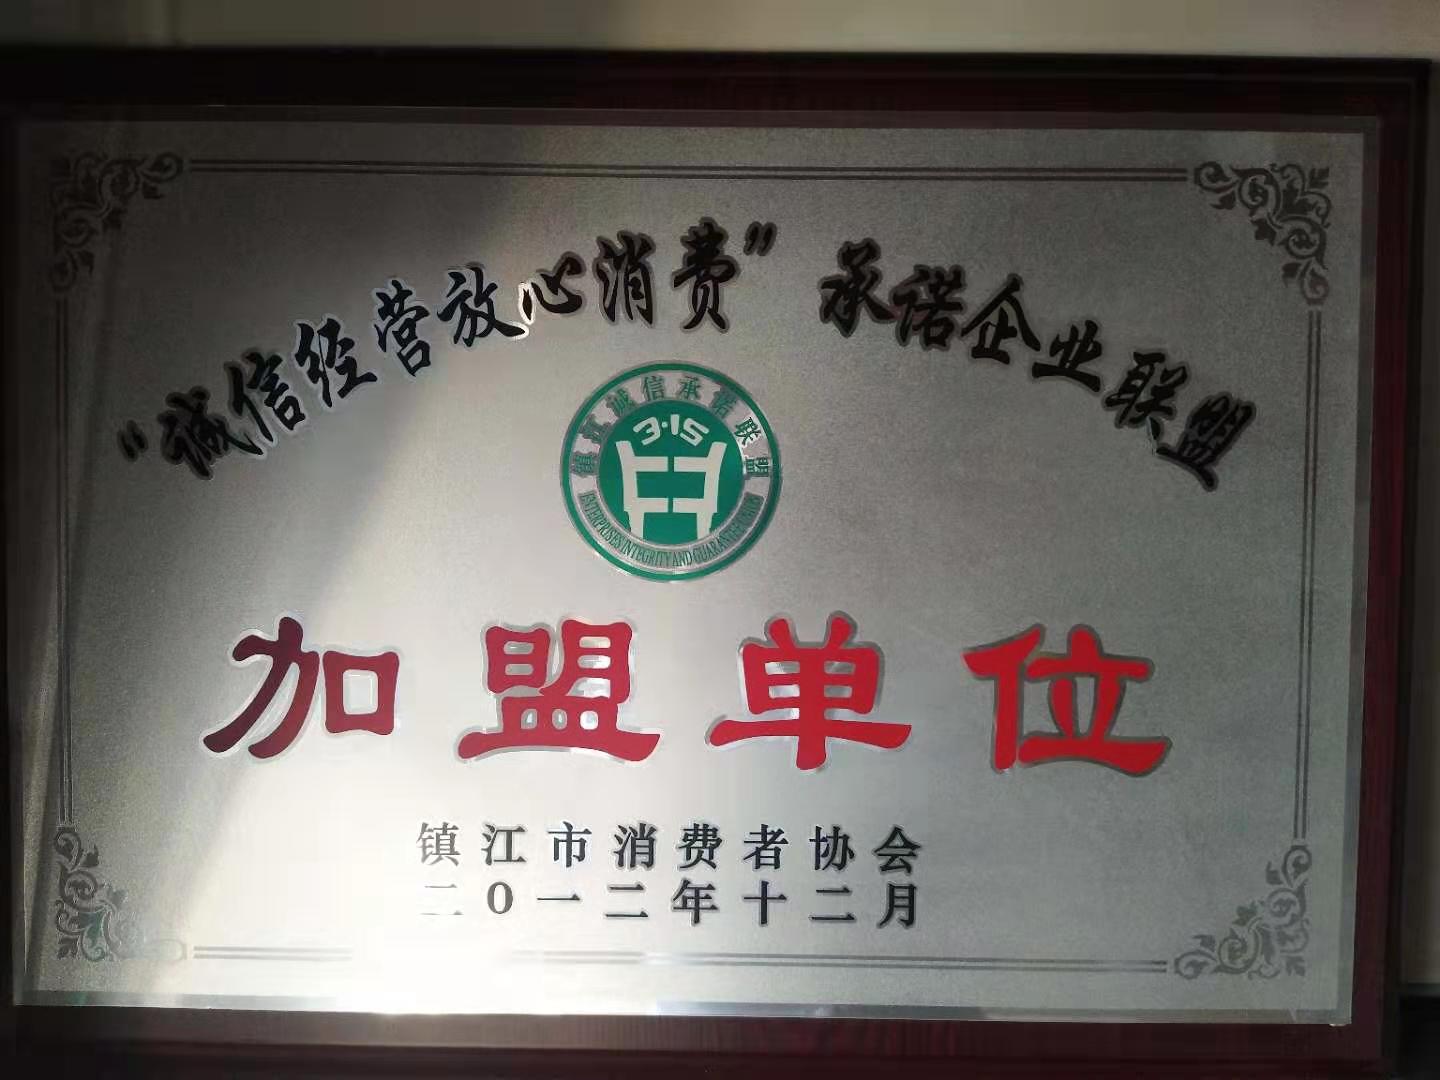 “诚信经营放心消费”承诺企业联盟
镇江诚信承诺联盟
3·15
ENTERPRISES INTEGRITY AND GUARANTEE
加盟单位
镇江市消费者协会
二0一二年十二月